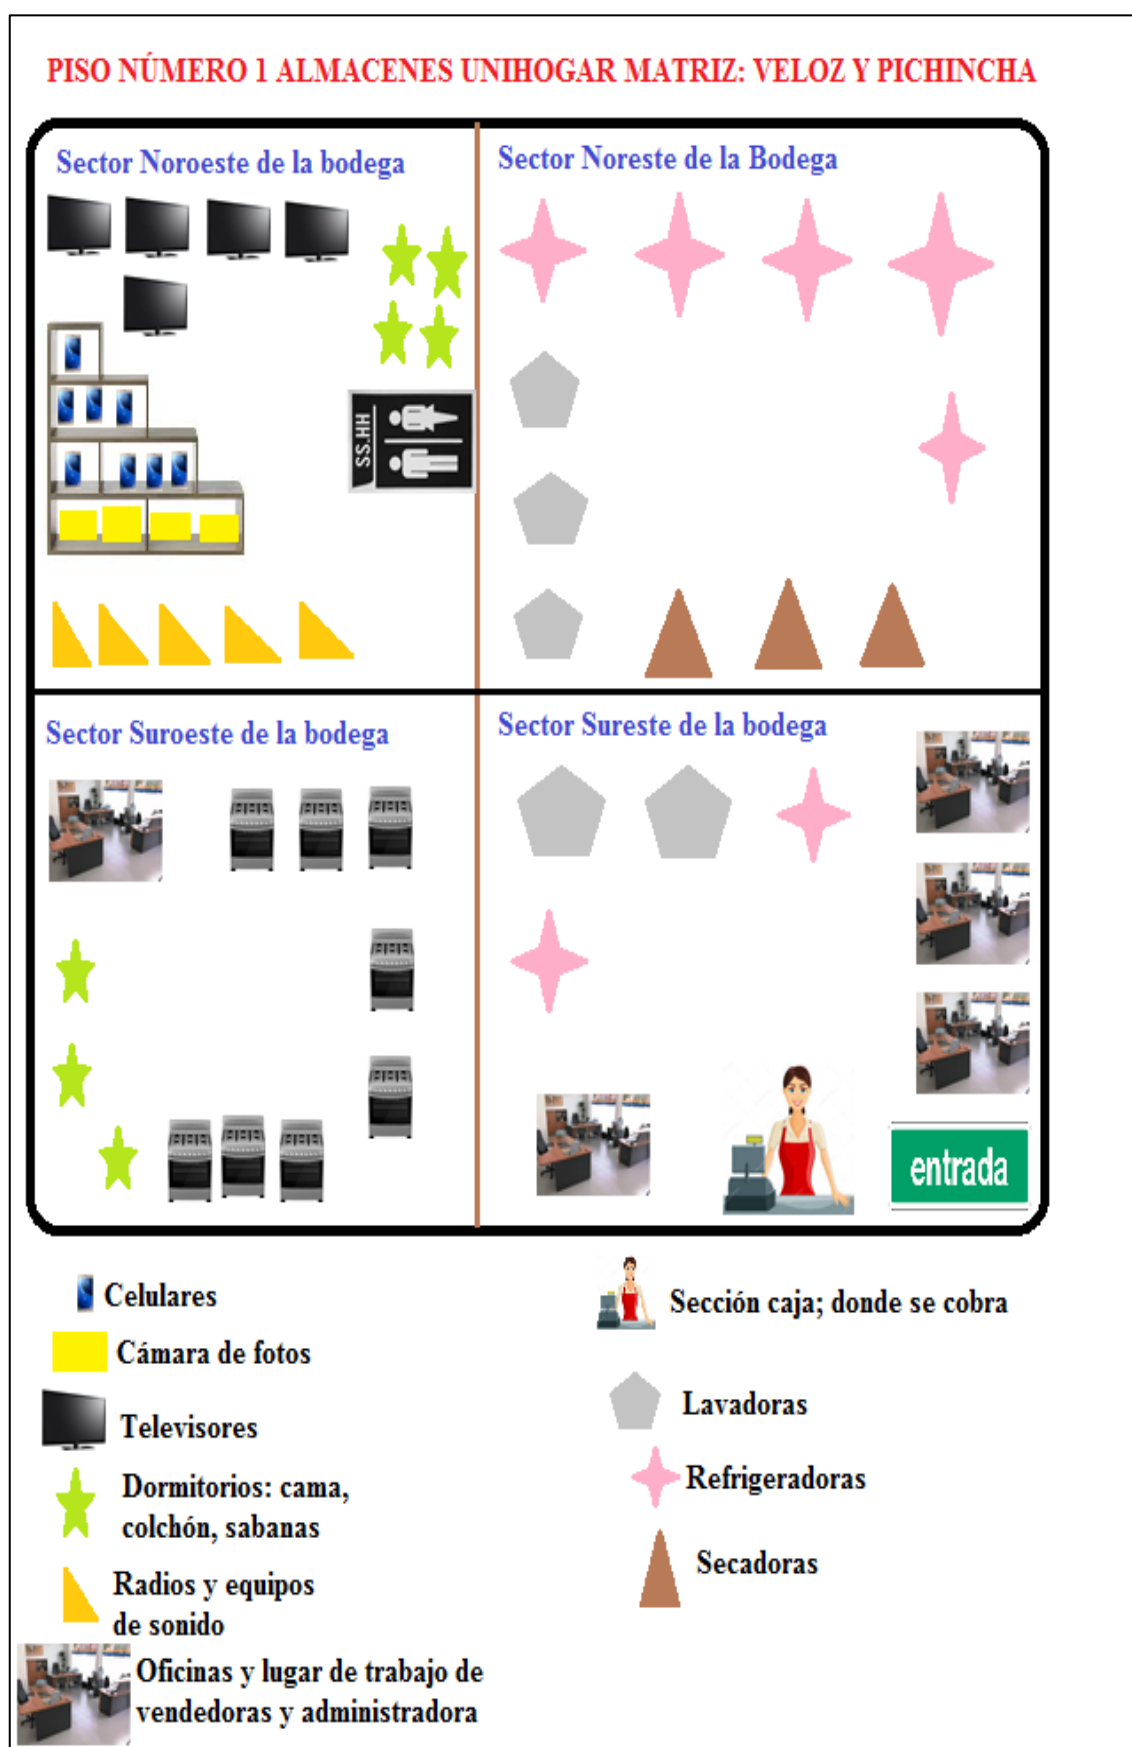 PISO NÚMERO 1 ALMACENES UNIHOGAR MATRIZ: VELOZ Y PICHINCHA
Sector Noroeste de la bodega
Sector Noreste de la Bodega
SS.HH
Sector Suroeste de la bodega
Sector Sureste de la bodega
entrada
Celulares
Sección caja; donde se cobra
Cámara de fotos
Lavadoras
Televisores
Refrigeradoras
Dormitorios: cama,
colchón, sabanas
Secadoras
Radios y equipos
de sonido
Oficinas y lugar de trabajo de
vendedoras y administradora